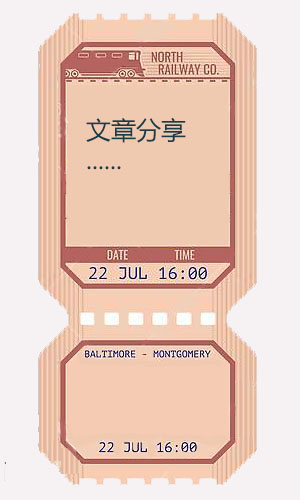 NORTH
RAILWAY CO.
文章分享
……
DATE TIME
22 JUL 16:00
BALTIMORE - MONTGOMERY
22 JUL 16:00